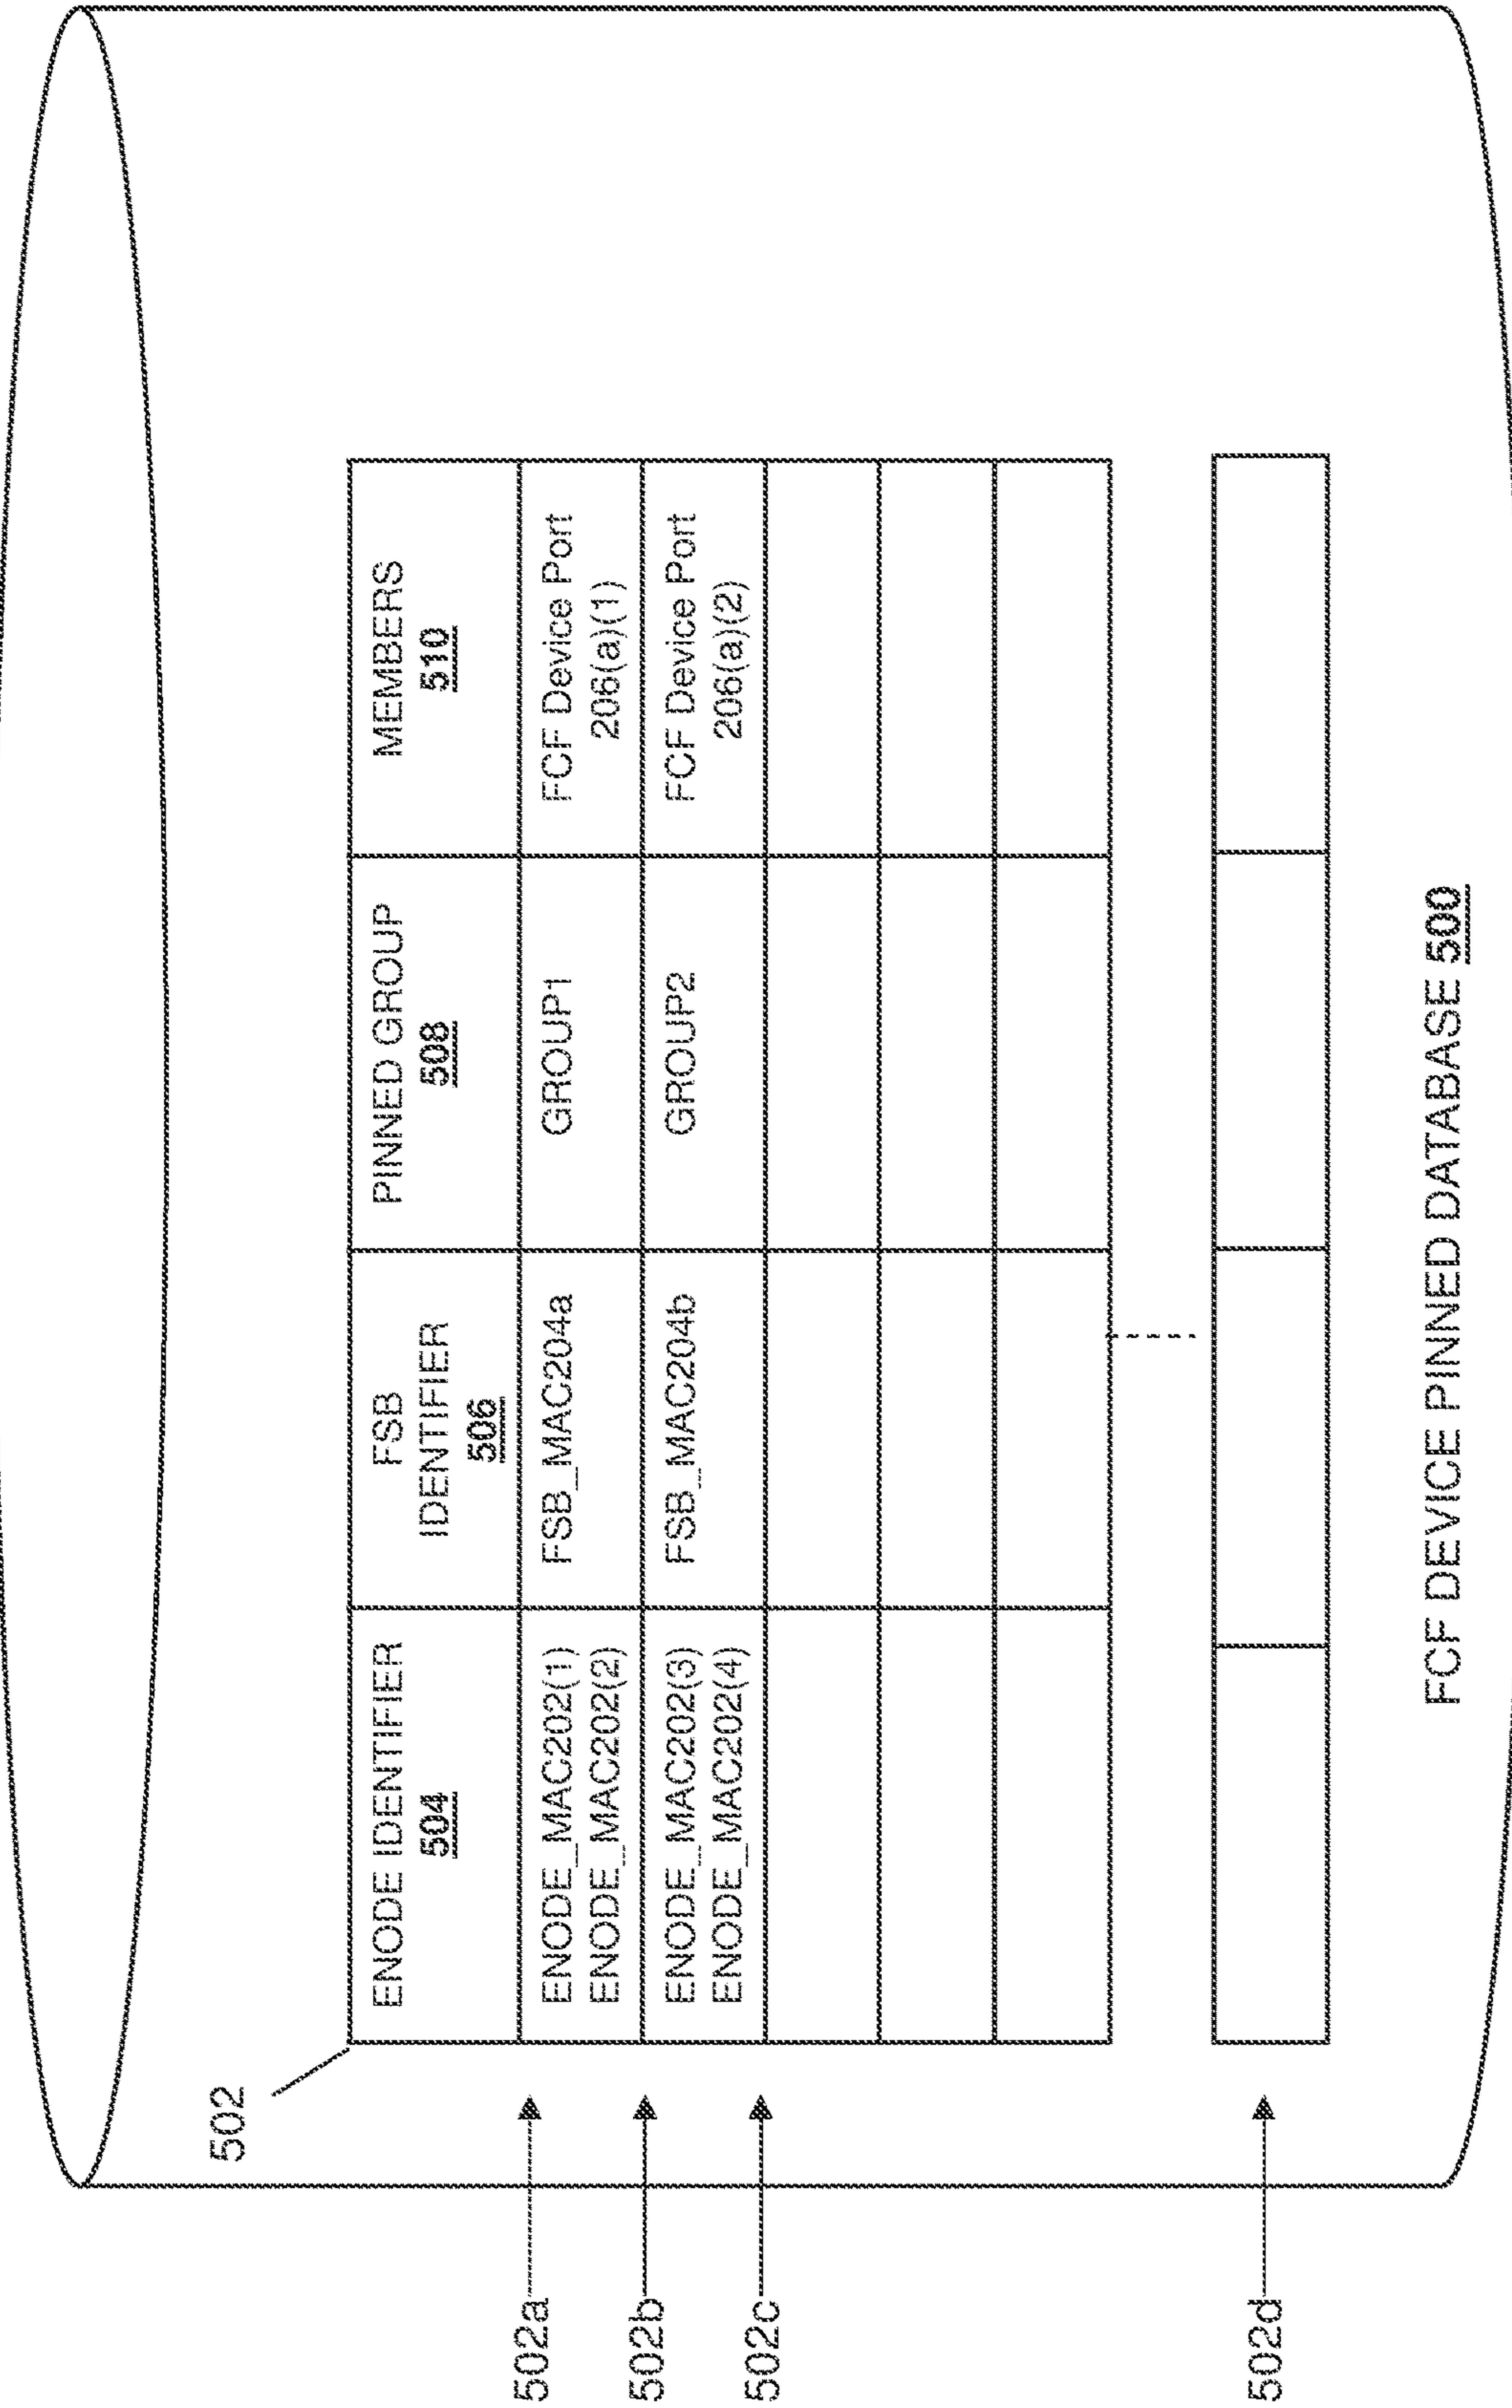 502
ENODE IDENTIFIER
504
FSB
IDENTIFIER
506
PINNED GROUP
508
MEMBERS
510
502a
ENODE_MAC202(1)
ENODE_MAC202(2)
FSB_MAC204a
GROUP1
FCF Device Port
206(a)(1)
502b
ENODE_MAC202(3)
ENODE_MAC202(4)
FSB_MAC204b
GROUP2
FCF Device Port
206(a)(2)
502c
502d
FCF DEVICE PINNED DATABASE 500